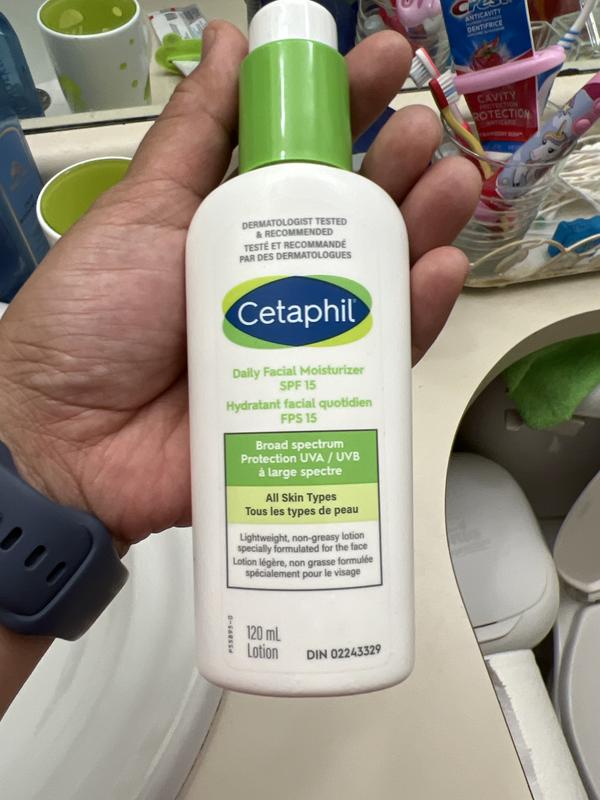 Crest
ANTICAVITY
DENTIFRICE
CAVITY
PROTECTION
DERMATOLOGIST TESTED
& RECOMMENDED
TESTÉ ET RECOMMANDÉ
PAR DES DERMATOLOGUES
Cetaphil®
Daily Facial Moisturizer
SPF 15
Hydratant facial quotidien
FPS 15
Broad spectrum
Protection UVA / UVB
à large spectre
All Skin Types
Tous les types de peau
Lightweight, non-greasy lotion
specially formulated for the face
Lotion légère, non grasse formulée
spécialement pour le visage
120 mL
Lotion
DIN 02243329